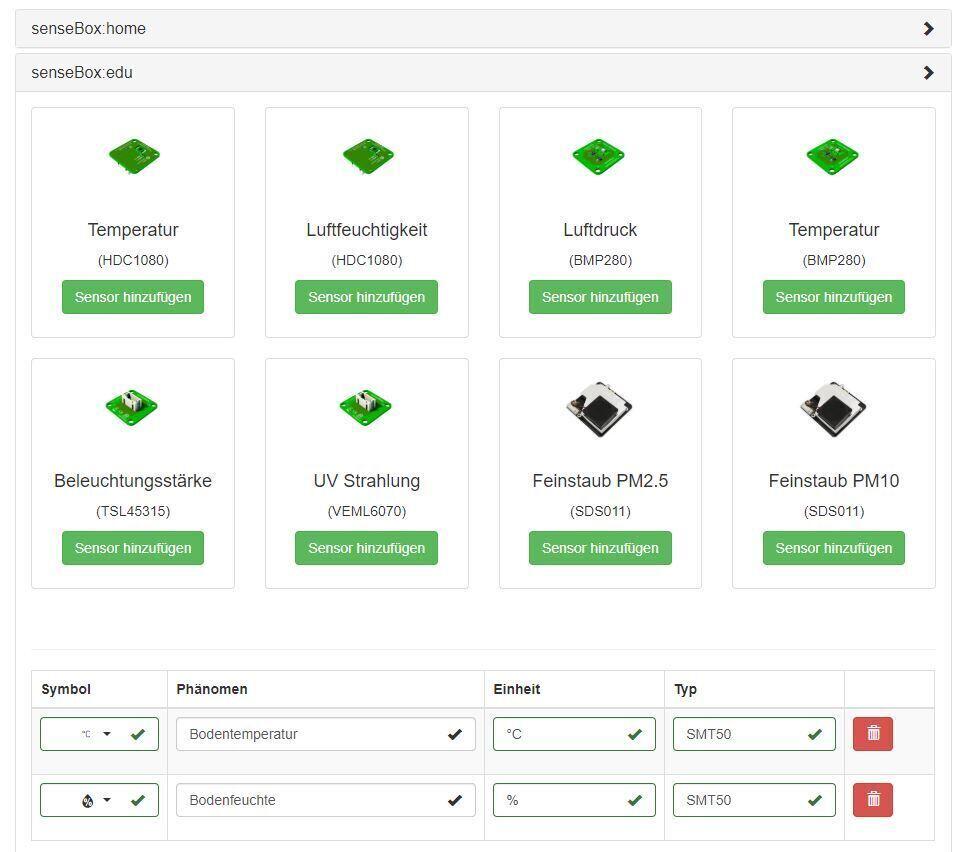 senseBox:home
senseBox:edu
Temperatur
(HDC1080)
Sensor hinzufügen
Luftfeuchtigkeit
(HDC1080)
Sensor hinzufügen
Luftdruck
(BMP280)
Sensor hinzufügen
Temperatur
(BMP280)
Sensor hinzufügen
Beleuchtungsstärke
(TSL45315)
Sensor hinzufügen
UV Strahlung
(VEML6070)
Sensor hinzufügen
Feinstaub PM2.5
(SDS011)
Sensor hinzufügen
Feinstaub PM10
(SDS011)
Sensor hinzufügen
Symbol Phänomen Einheit Typ
°C Bodentemperatur °C SMT50
% Bodenfeuchte % SMT50